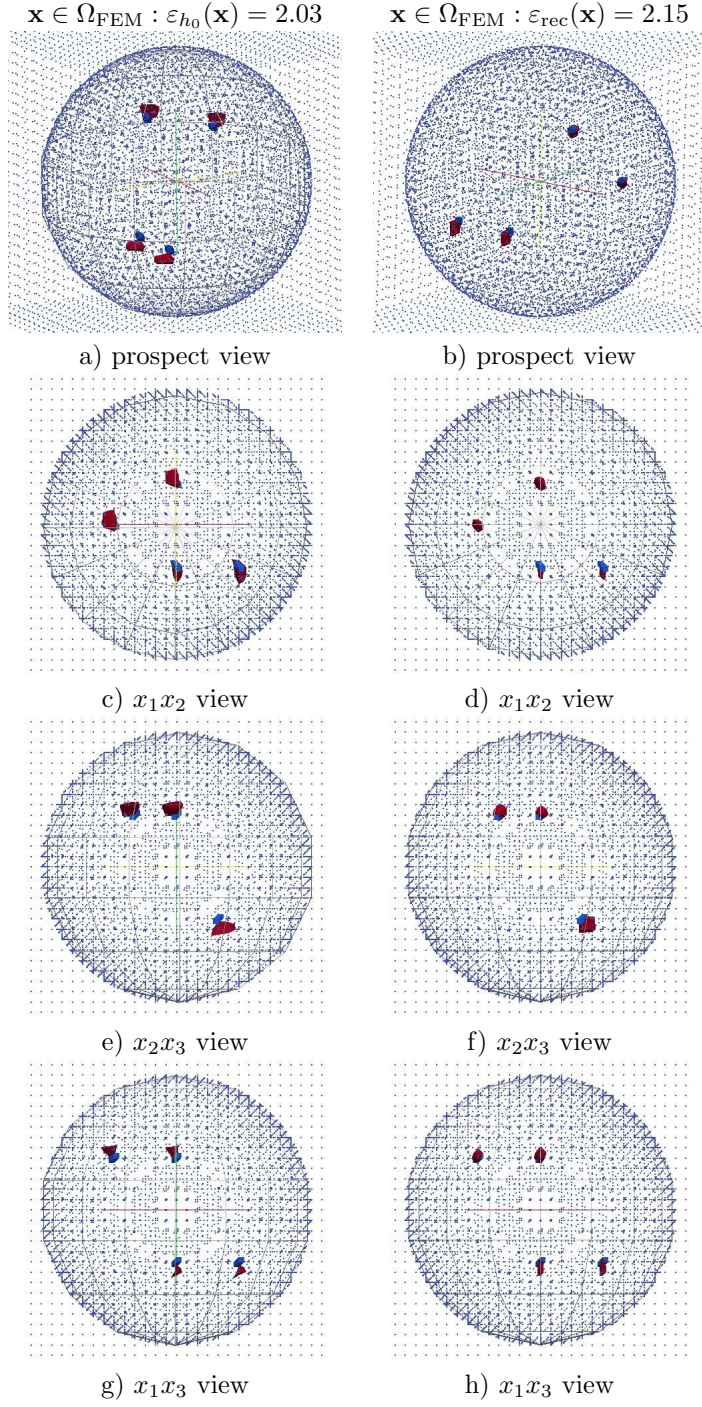 x ∈ Ω_FEM : ε_{h_0}(x) = 2.03 x ∈ Ω_FEM : ε_rec(x) = 2.15
a) prospect view b) prospect view
c) x_1x_2 view d) x_1x_2 view
e) x_2x_3 view f) x_2x_3 view
g) x_1x_3 view h) x_1x_3 view